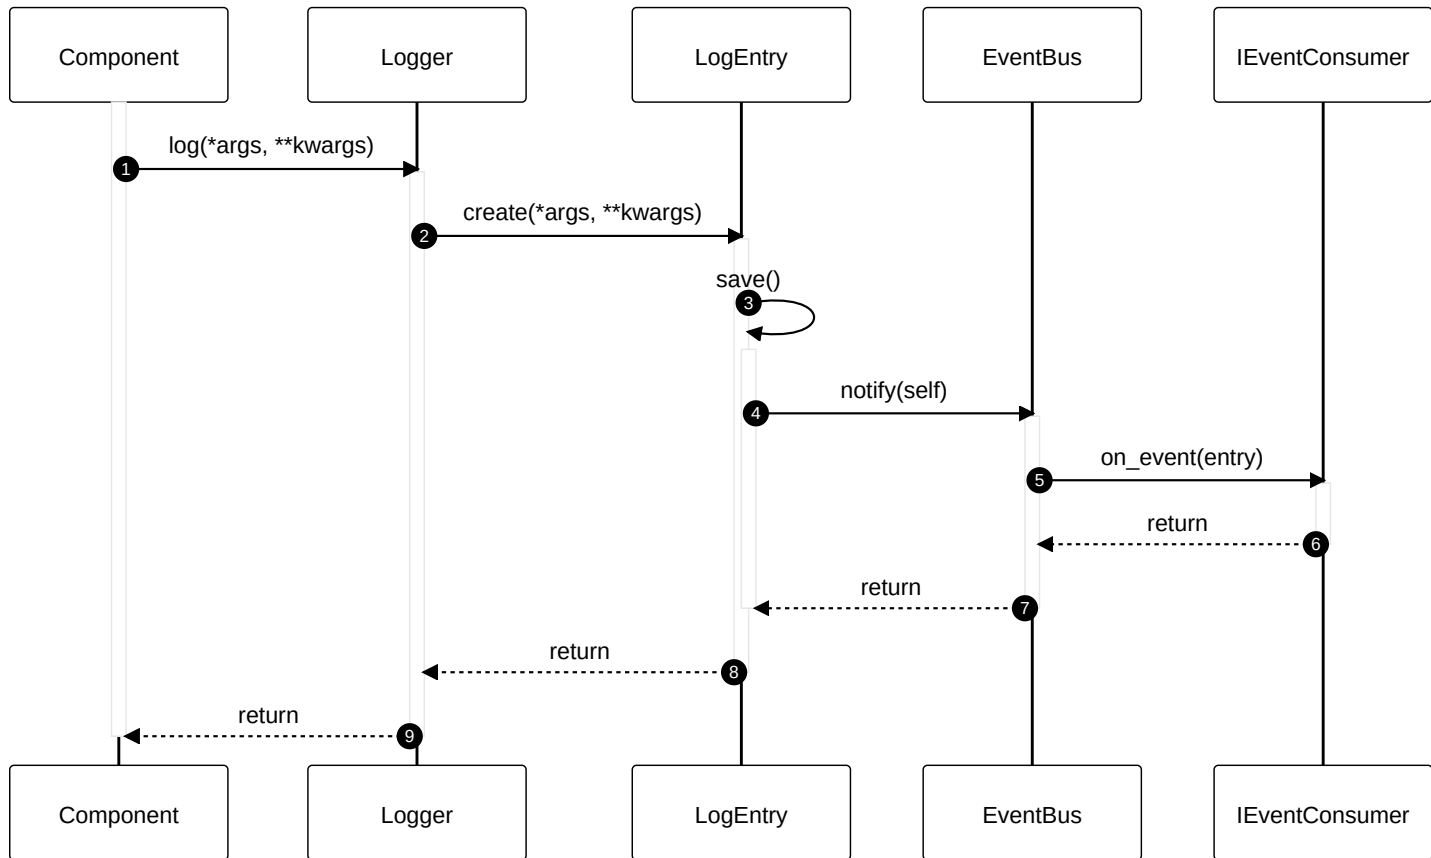 Component
Logger
LogEntry
EventBus
IEventConsumer
log(*args, **kwargs)
1
create(*args, **kwargs)
2
save()
3
notify(self)
4
on_event(entry)
5
return
6
return
7
return
8
return
9
Component
Logger
LogEntry
EventBus
IEventConsumer